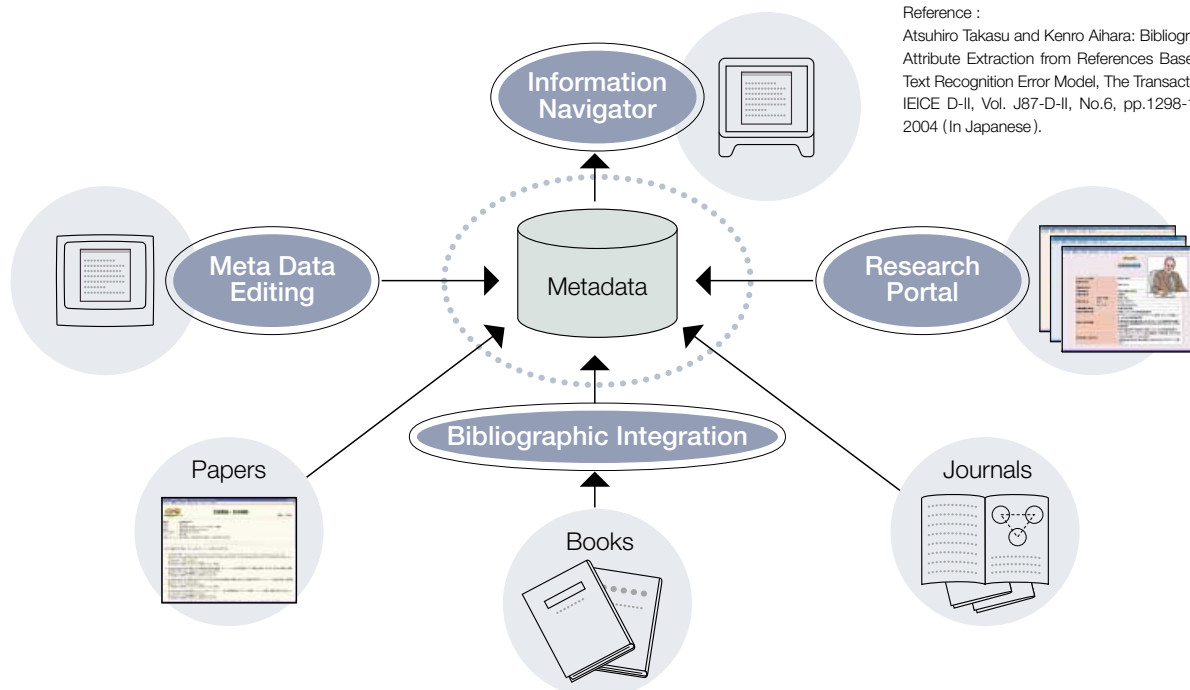 Reference :
Atsuhiro Takasu and Kenro Aihara: Bibliogr
Attribute Extraction from References Base
Text Recognition Error Model, The Transact
IEICE D-II, Vol. J87-D-II, No.6, pp.1298-1
2004 (In Japanese).
Information
Navigator
Meta Data
Editing
Metadata
Research
Portal
Bibliographic Integration
Papers
Books
Journals